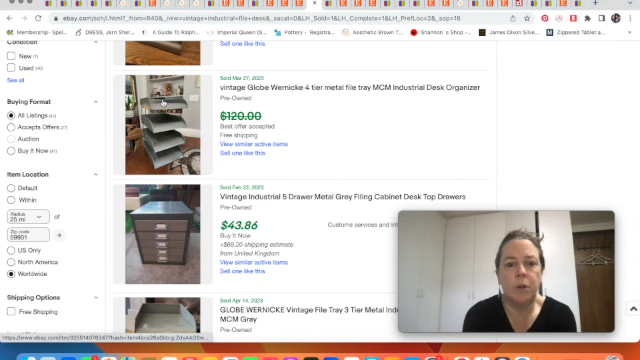 ebay.com/sch/i.html?_from=R40&_nkw=vintage+industrial+file+desk&_sacat=0&LH_Sold=1&LH_Complete=1&LH_PrefLoc=2&_sop=16
Membership- Spel...
DRESS, Jerri Sher...
A Guide To Ralph...
Imperial Queen (S...
Pottery - Registrar...
Aesthetic Brown T...
Shannon 's Shop -...
James Dixon Silve...
Zippered Tablet a...
Condition
New (1)
Used
See all
Buying Format
All Listings
Accepts Offers
Auction
Buy It Now
Item Location
Default
Within
Radius
25 mi
of
Zip code
59901
US Only
North America
Worldwide
Shipping Options
Free Shipping
Sell one like this
Sold Mar 27, 2023
vintage Globe Wernicke 4 tier metal file tray MCM Industrial Desk Organizer
Pre-Owned
$120.00
Best offer accepted
Free shipping
View similar active items
Sell one like this
Sold Feb 22, 2023
Vintage Industrial 5 Drawer Metal Grey Filing Cabinet Desk Top Drawers
$43.86
Customs services and int
Buy It Now
+$69.20 shipping estimate
from United Kingdom
View similar active items
Sell one like this
Sold Apr 14, 2023
GLOBE WERNICKE Vintage File Tray 3 Tier Metal
MCM Gray
Pre-Owned